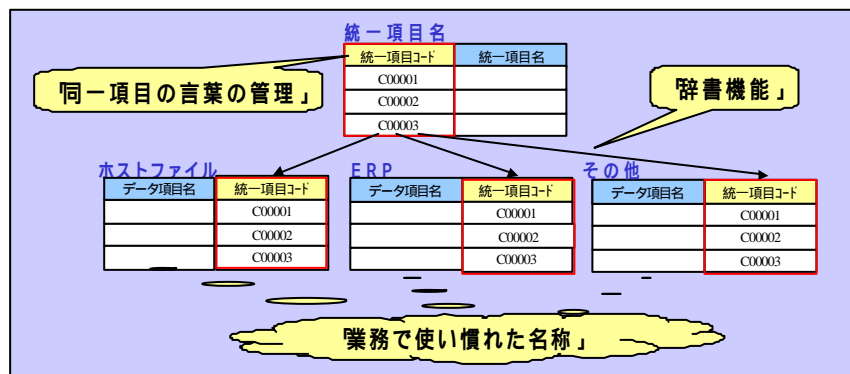 統一項目名
統一項目コード 統一項目名
C00001
C00002
C00003
「同一項目の言葉の管理」
「辞書機能」
ホストファイル
データ項目名 統一項目コード
C00001
C00002
C00003
ERP
データ項目名 統一項目コード
C00001
C00002
C00003
その他
データ項目名 統一項目コード
C00001
C00002
C00003
「業務で使い慣れた名称」